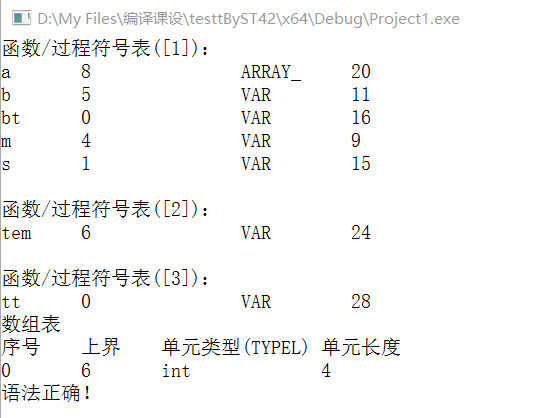 D:\My Files\编译课设\testtByST42\x64\Debug\Project1.exe
函数/过程符号表([1]):
a 8 ARRAY_ 20
b 5 VAR 11
bt 0 VAR 16
m 4 VAR 9
s 1 VAR 15
函数/过程符号表([2]):
tem 6 VAR 24
函数/过程符号表([3]):
tt 0 VAR 28
数组表
序号 上界 单元类型(TYPEL) 单元长度
0 6 int 4
语法正确!